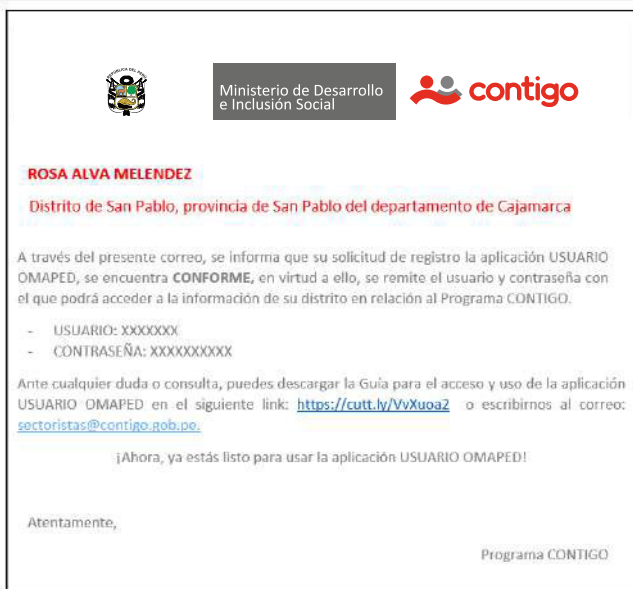 REPÚBLICA DEL PERÚ
Ministerio de Desarrollo
e Inclusión Social
contigo
ROSA ALVA MELENDEZ
Distrito de San Pablo, provincia de San Pablo del departamento de Cajamarca
A través del presente correo, se informa que su solicitud de registro la aplicación USUARIO
OMAPED, se encuentra CONFORME, en virtud a ello, se remite el usuario y contraseña con
el que podrá acceder a la información de su distrito en relación al Programa CONTIGO.
- USUARIO: XXXXXXX
- CONTRASEÑA: XXXXXXXXXX
Ante cualquier duda o consulta, puedes descargar la Guía para el acceso y uso de la aplicación
USUARIO OMAPED en el siguiente link: https://cutt.ly/VvXuoa2 o escribirnos al correo:
sectoristas@contigo.gob.pe.
¡Ahora, ya estás listo para usar la aplicación USUARIO OMAPED!
Atentamente,
Programa CONTIGO